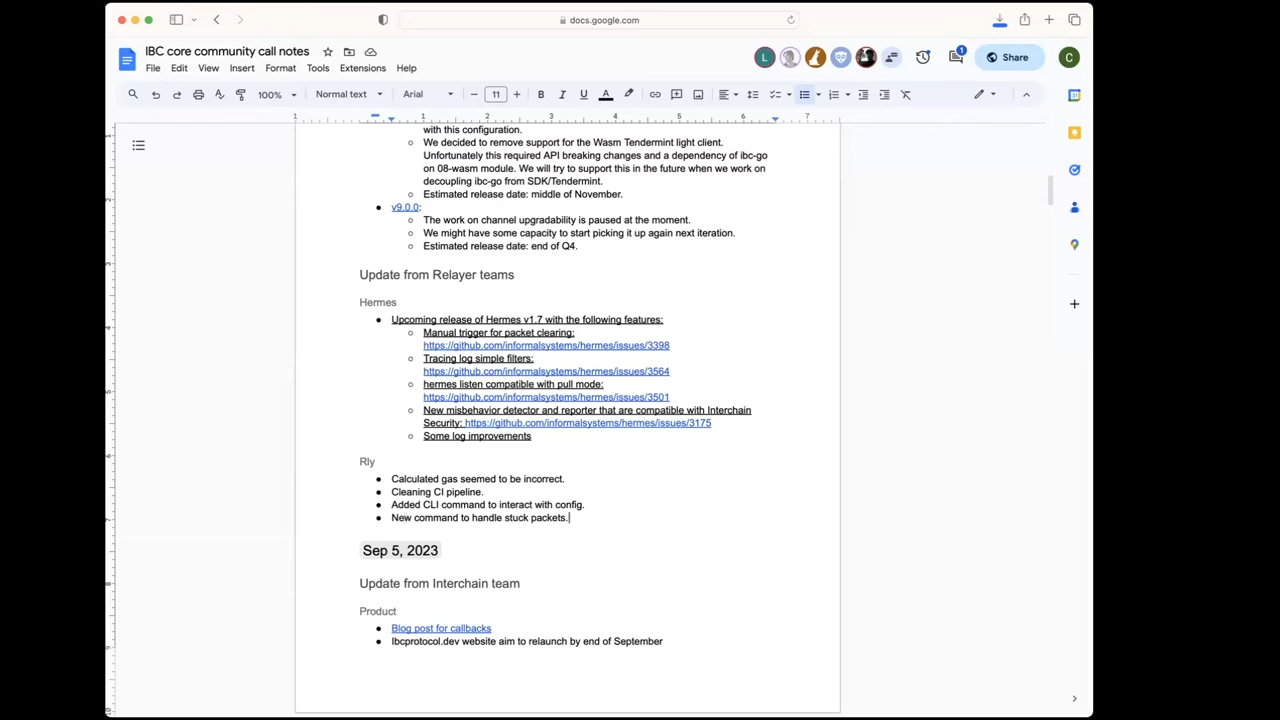 docs.google.com
IBC core community call notes
File Edit View Insert Format Tools Extensions Help
L
1
Share
C
100% Normal text Arial 11 B I U A
1 1 2 3 4 5 6 7
with this configuration.
We decided to remove support for the Wasm Tendermint light client.
Unfortunately this required API breaking changes and a dependency of ibc-go
on 08-wasm module. We will try to support this in the future when we work on
decoupling ibc-go from SDK/Tendermint.
Estimated release date: middle of November.
v9.0.0:
The work on channel upgradability is paused at the moment.
We might have some capacity to start picking it up again next iteration.
Estimated release date: end of Q4.
Update from Relayer teams
Hermes
Upcoming release of Hermes v1.7 with the following features:
Manual trigger for packet clearing:
https://github.com/informalsystems/hermes/issues/3398
Tracing log simple filters:
https://github.com/informalsystems/hermes/issues/3564
hermes listen compatible with pull mode:
https://github.com/informalsystems/hermes/issues/3501
New misbehavior detector and reporter that are compatible with Interchain
Security: https://github.com/informalsystems/hermes/issues/3175
Some log improvements
Rly
Calculated gas seemed to be incorrect.
Cleaning CI pipeline.
Added CLI command to interact with config.
New command to handle stuck packets.
Sep 5, 2023
Update from Interchain team
Product
Blog post for callbacks
Ibcprotocol.dev website aim to relaunch by end of September